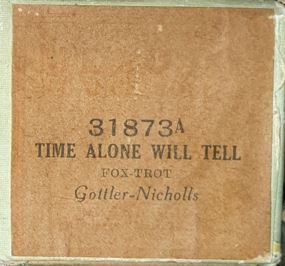 31873A
TIME ALONE WILL TELL
FOX-TROT
Gottler-Nicholls